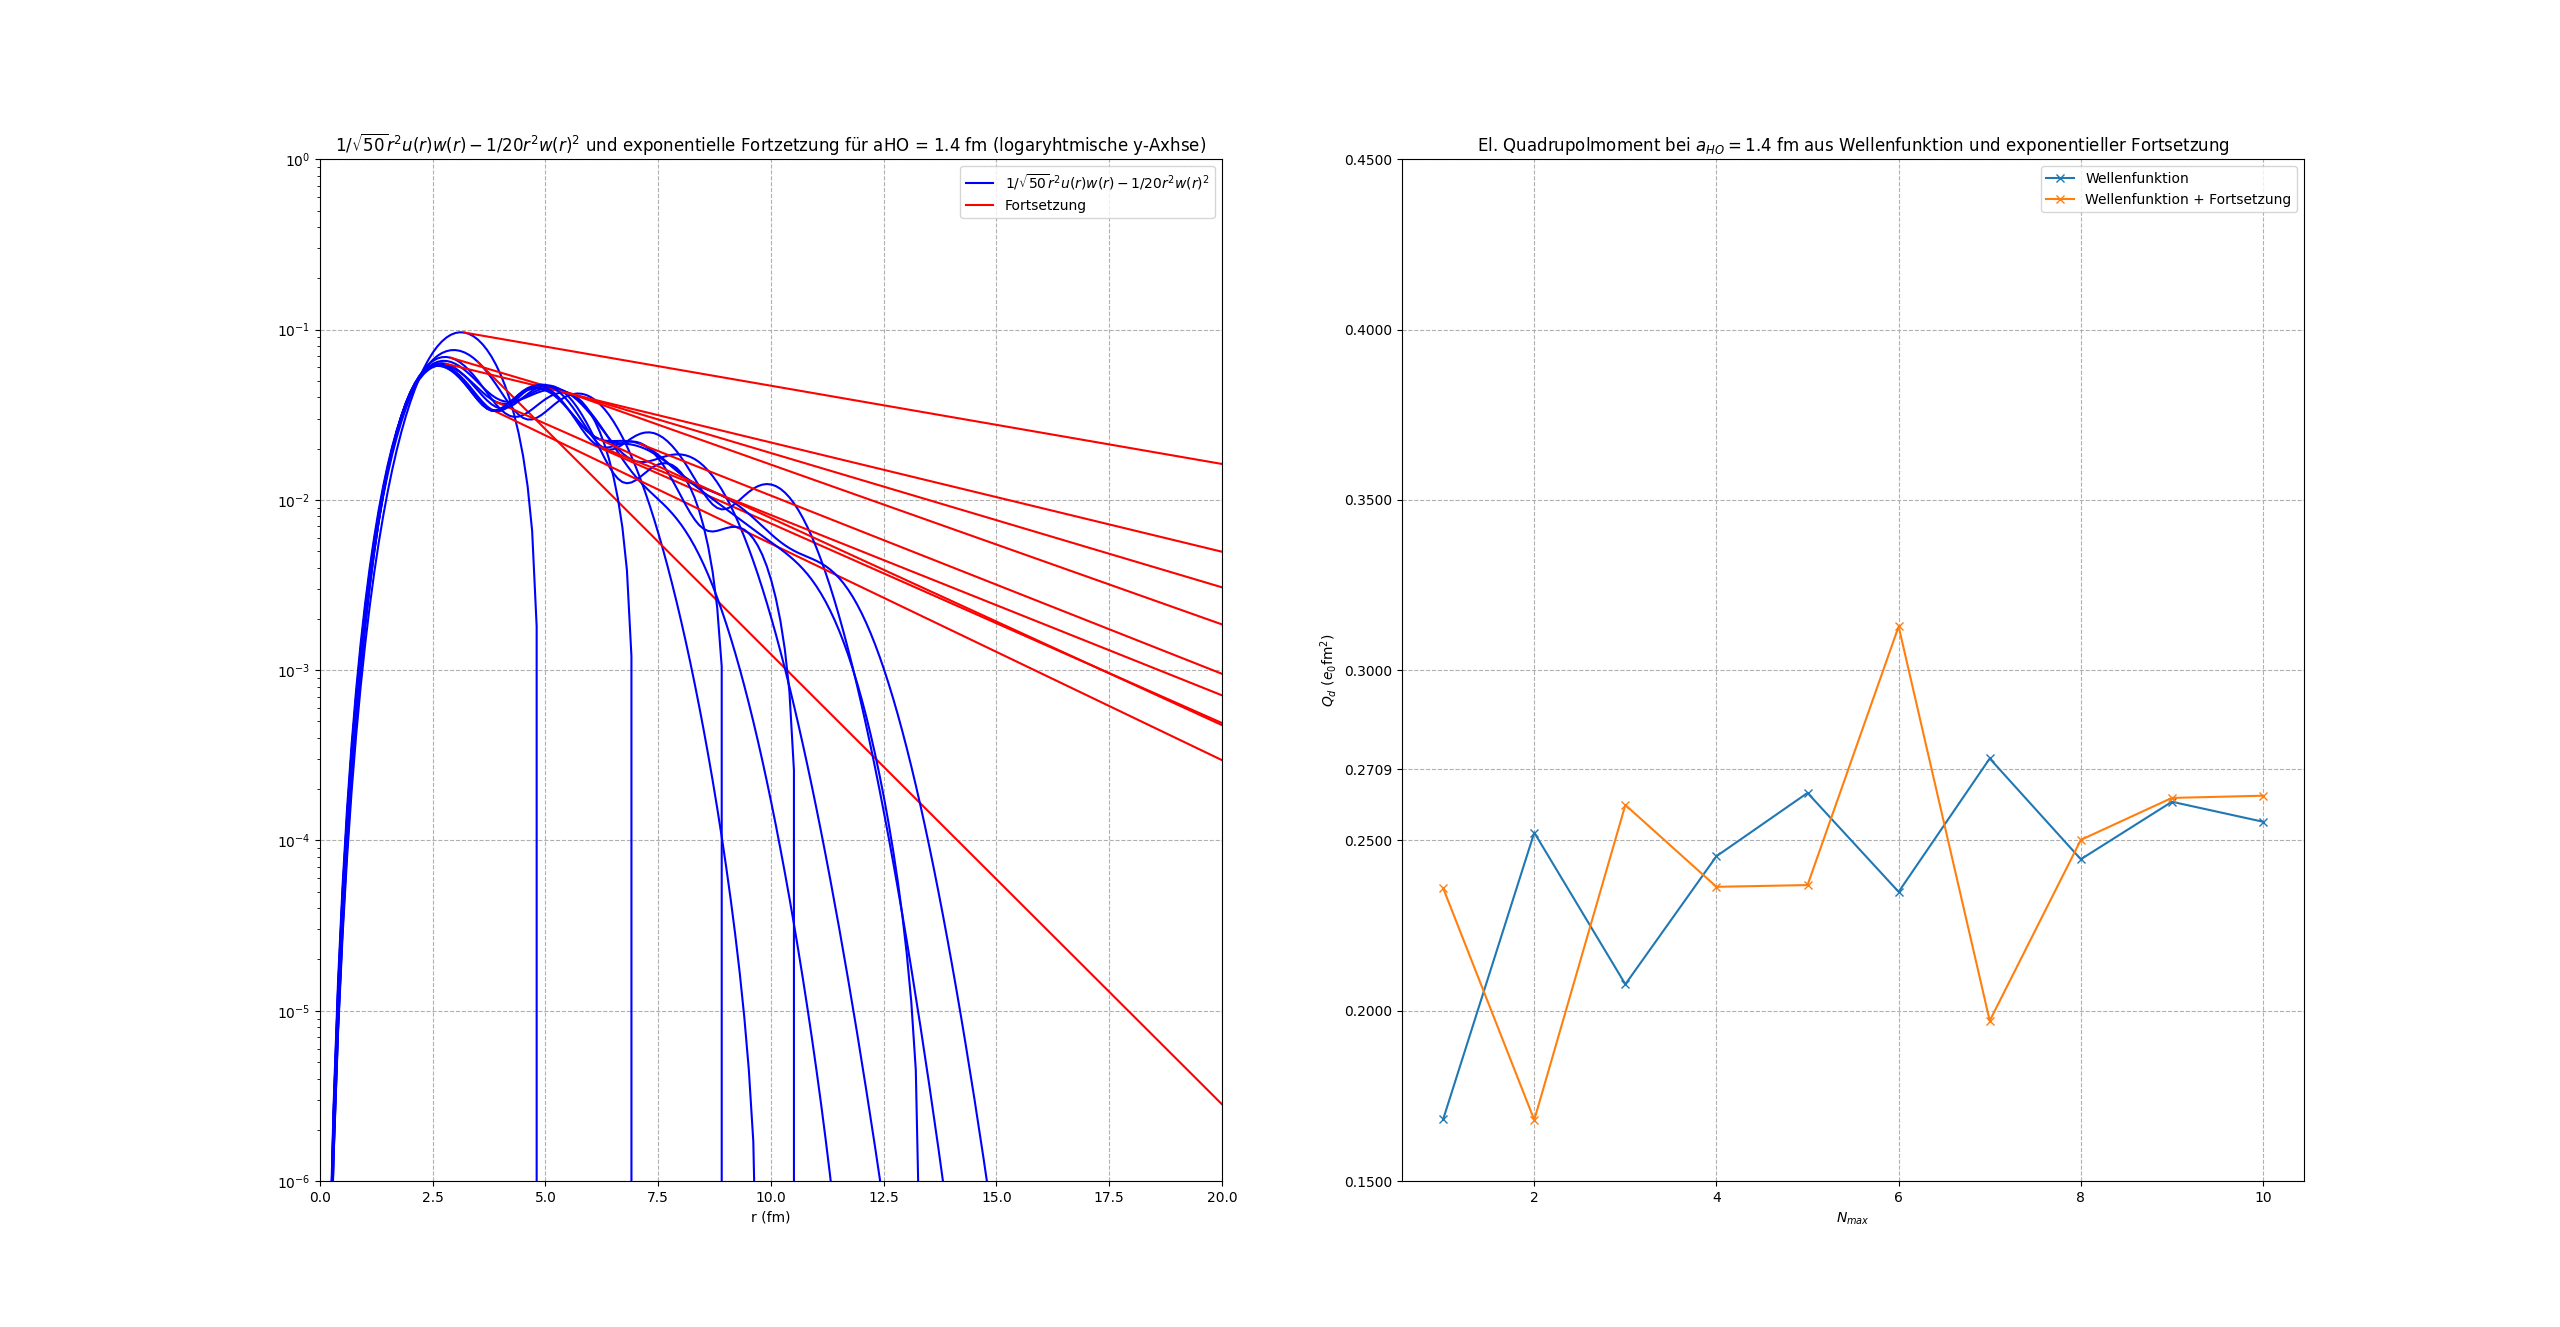 1/√50r²u(r)w(r) − 1/20r²w(r)² und exponentielle Fortzetzung für aHO = 1.4 fm (logaryhtmische y-Axhse)
1/√50r²u(r)w(r) − 1/20r²w(r)²
Fortsetzung
10⁰
10⁻¹
10⁻²
10⁻³
10⁻⁴
10⁻⁵
10⁻⁶
0.0 2.5 5.0 7.5 10.0 12.5 15.0 17.5 20.0
r (fm)
El. Quadrupolmoment bei a_HO = 1.4 fm aus Wellenfunktion und exponentieller Fortsetzung
Wellenfunktion
Wellenfunktion + Fortsetzung
Q_d (e₀fm²)
0.4500
0.4000
0.3500
0.3000
0.2709
0.2500
0.2000
0.1500
2 4 6 8 10
N_max